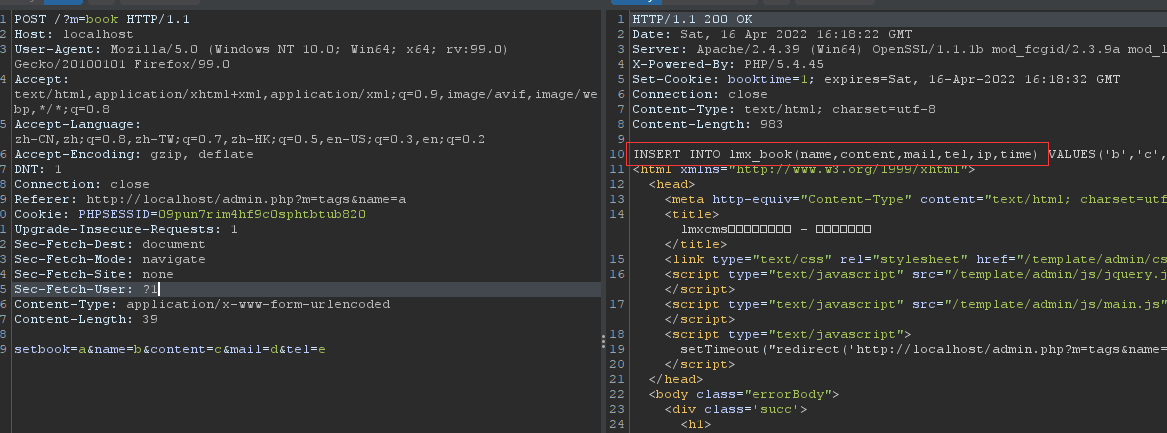 1 POST /?m=book HTTP/1.1
2 Host: localhost
3 User-Agent: Mozilla/5.0 (Windows NT 10.0; Win64; x64; rv:99.0)
Gecko/20100101 Firefox/99.0
4 Accept:
text/html,application/xhtml+xml,application/xml;q=0.9,image/avif,image/we
bp,*/*;q=0.8
5 Accept-Language:
zh-CN,zh;q=0.8,zh-TW;q=0.7,zh-HK;q=0.5,en-US;q=0.3,en;q=0.2
6 Accept-Encoding: gzip, deflate
7 DNT: 1
8 Connection: close
9 Referer: http://localhost/admin.php?m=tags&name=a
0 Cookie: PHPSESSID=09pun7rim4hf9c0sphtbtub820
1 Upgrade-Insecure-Requests: 1
2 Sec-Fetch-Dest: document
3 Sec-Fetch-Mode: navigate
4 Sec-Fetch-Site: none
5 Sec-Fetch-User: ?1
6 Content-Type: application/x-www-form-urlencoded
7 Content-Length: 39
8
9 setbook=a&name=b&content=c&mail=d&tel=e
1 HTTP/1.1 200 OK
2 Date: Sat, 16 Apr 2022 16:18:22 GMT
3 Server: Apache/2.4.39 (Win64) OpenSSL/1.1.1b mod_fcgid/2.3.9a mod_l
4 X-Powered-By: PHP/5.4.45
5 Set-Cookie: booktime=1; expires=Sat, 16-Apr-2022 16:18:32 GMT
6 Connection: close
7 Content-Type: text/html; charset=utf-8
8 Content-Length: 983
9
10 INSERT INTO lmx_book(name,content,mail,tel,ip,time) VALUES('b','c',
11 <html xmlns="http://www.w3.org/1999/xhtml">
12 <head>
13 <meta http-equiv="Content-Type" content="text/html; charset=utf
14 <title>
lmxcms□□□□□□□□ - □□□□□□□
</title>
15 <link type="text/css" rel="stylesheet" href="/template/admin/cs
16 <script type="text/javascript" src="/template/admin/js/jquery.j
</script>
17 <script type="text/javascript" src="/template/admin/js/main.js"
</script>
18 <script type="text/javascript">
19 setTimeout("redirect('http://localhost/admin.php?m=tags&name=
20 </script>
21 </head>
22 <body class="errorBody">
23 <div class='succ'>
24 <h1>